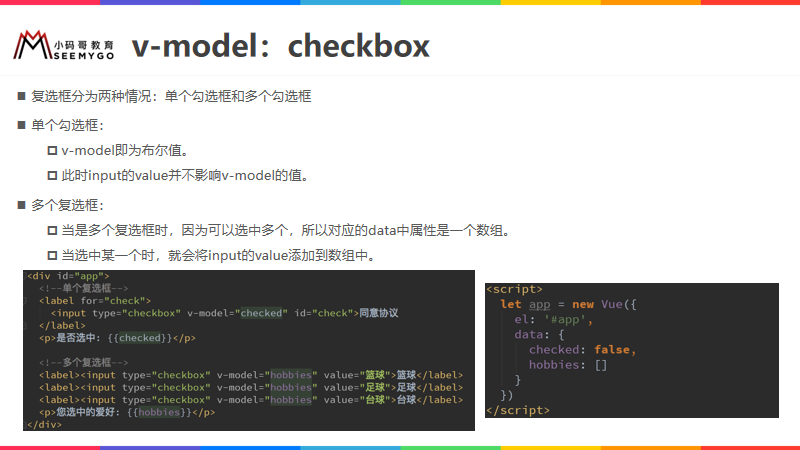 小码哥教育
SEEMYGO
v-model：checkbox
复选框分为两种情况：单个勾选框和多个勾选框
单个勾选框：
v-model即为布尔值。
此时input的value并不影响v-model的值。
多个复选框：
当是多个复选框时，因为可以选中多个，所以对应的data中属性是一个数组。
当选中某一个时，就会将input的value添加到数组中。
<div id="app">
<!--单个复选框-->
<label for="check">
<input type="checkbox" v-model="checked" id="check">同意协议
</label>
<p>是否选中: {{checked}}</p>
<!--多个复选框-->
<label><input type="checkbox" v-model="hobbies" value="篮球">篮球</label>
<label><input type="checkbox" v-model="hobbies" value="足球">足球</label>
<label><input type="checkbox" v-model="hobbies" value="台球">台球</label>
<p>您选中的爱好: {{hobbies}}</p>
</div>
<script>
let app = new Vue({
el: '#app',
data: {
checked: false,
hobbies: []
}
})
</script>